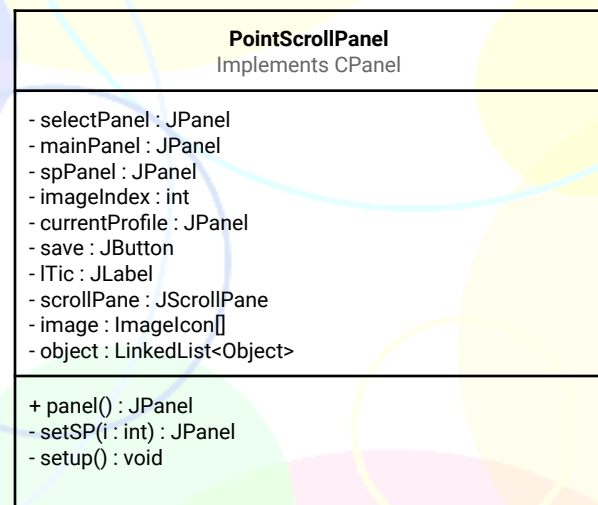 PointScrollPanel
Implements CPanel
- selectPanel : JPanel
- mainPanel : JPanel
- spPanel : JPanel
- imageIndex : int
- currentProfile : JPanel
- save : JButton
- lTic : JLabel
- scrollPane : JScrollPane
- image : ImageIcon[]
- object : LinkedList<Object>
+ panel() : JPanel
- setSP(i : int) : JPanel
- setup() : void